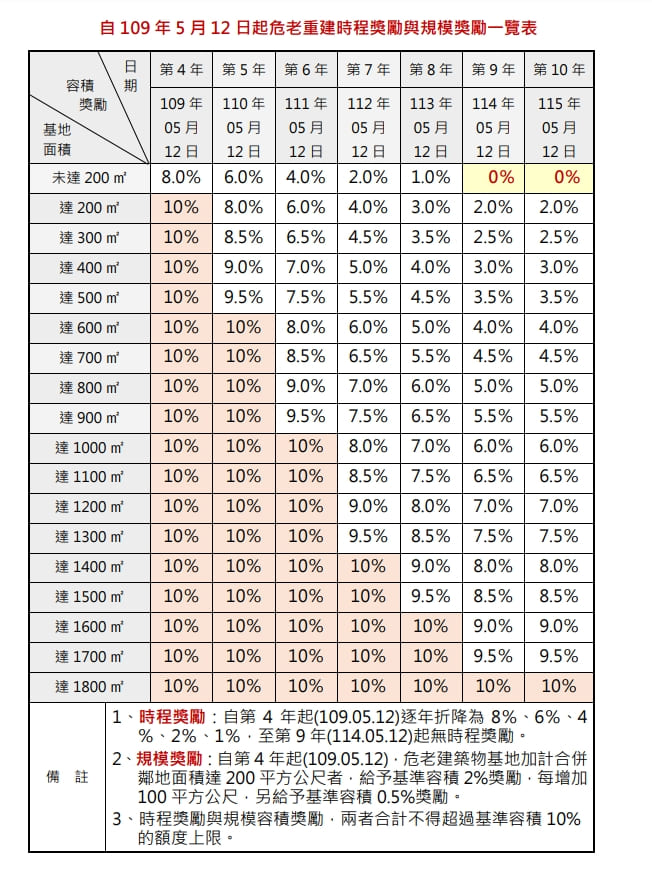 自 109 年 5 月 12 日起危老重建時程獎勵與規模獎勵一覽表
日期 容積獎勵 基地面積 第 4 年 第 5 年 第 6 年 第 7 年 第 8 年 第 9 年 第 10 年
109 年 110 年 111 年 112 年 113 年 114 年 115 年
05 月 05 月 05 月 05 月 05 月 05 月 05 月
12 日 12 日 12 日 12 日 12 日 12 日 12 日
未達 200 ㎡ 8.0% 6.0% 4.0% 2.0% 1.0% 0% 0%
達 200 ㎡ 10% 8.0% 6.0% 4.0% 3.0% 2.0% 2.0%
達 300 ㎡ 10% 8.5% 6.5% 4.5% 3.5% 2.5% 2.5%
達 400 ㎡ 10% 9.0% 7.0% 5.0% 4.0% 3.0% 3.0%
達 500 ㎡ 10% 9.5% 7.5% 5.5% 4.5% 3.5% 3.5%
達 600 ㎡ 10% 10% 8.0% 6.0% 5.0% 4.0% 4.0%
達 700 ㎡ 10% 10% 8.5% 6.5% 5.5% 4.5% 4.5%
達 800 ㎡ 10% 10% 9.0% 7.0% 6.0% 5.0% 5.0%
達 900 ㎡ 10% 10% 9.5% 7.5% 6.5% 5.5% 5.5%
達 1000 ㎡ 10% 10% 10% 8.0% 7.0% 6.0% 6.0%
達 1100 ㎡ 10% 10% 10% 8.5% 7.5% 6.5% 6.5%
達 1200 ㎡ 10% 10% 10% 9.0% 8.0% 7.0% 7.0%
達 1300 ㎡ 10% 10% 10% 9.5% 8.5% 7.5% 7.5%
達 1400 ㎡ 10% 10% 10% 10% 9.0% 8.0% 8.0%
達 1500 ㎡ 10% 10% 10% 10% 9.5% 8.5% 8.5%
達 1600 ㎡ 10% 10% 10% 10% 10% 9.0% 9.0%
達 1700 ㎡ 10% 10% 10% 10% 10% 9.5% 9.5%
達 1800 ㎡ 10% 10% 10% 10% 10% 10% 10%
備 註
1、時程獎勵：自第 4 年起(109.05.12)逐年折降為 8%、6%、4
%、2%、1%，至第 9 年(114.05.12)起無時程獎勵。
2、規模獎勵：自第 4 年起(109.05.12)，危老建築物基地加計合併
鄰地面積達 200 平方公尺者，給予基準容積 2%獎勵，每增加
100 平方公尺，另給予基準容積 0.5%獎勵。
3、時程獎勵與規模容積獎勵，兩者合計不得超過基準容積 10%
的額度上限。